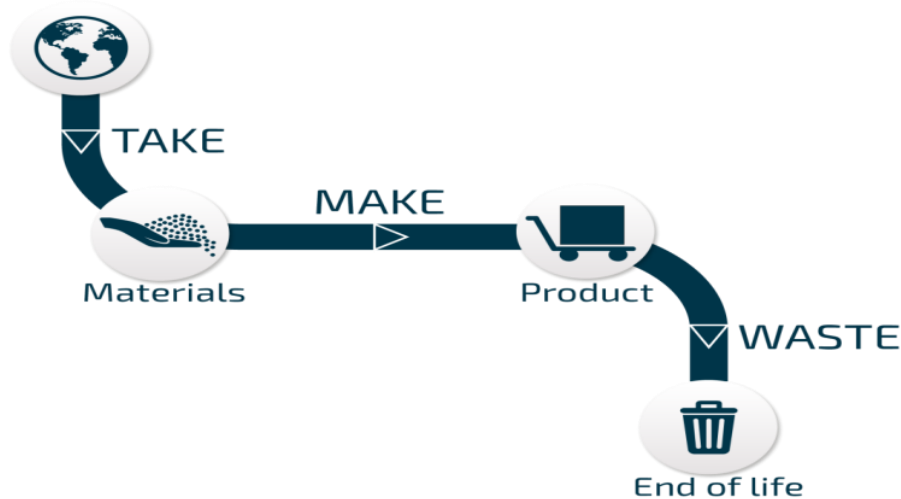 TAKE
MAKE
Materials
Product
WASTE
End of life